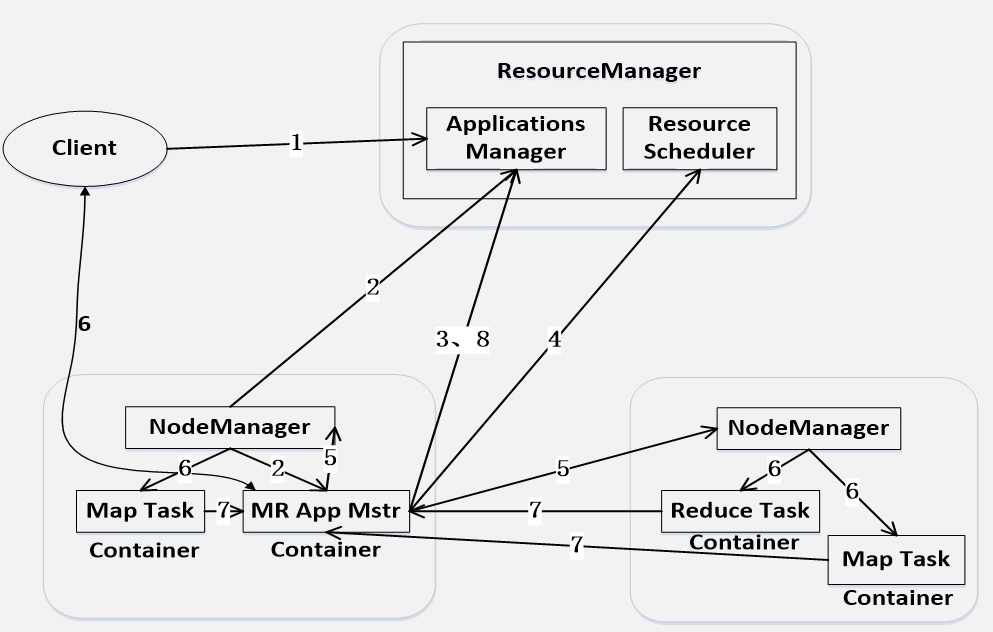 ResourceManager
Applications
Manager
Resource
Scheduler
Client
1
2
3、8
4
6
NodeManager
5
6
2
Map Task
7
MR App Mstr
Container
Container
5
7
7
NodeManager
6
6
Reduce Task
Container
Map Task
Container